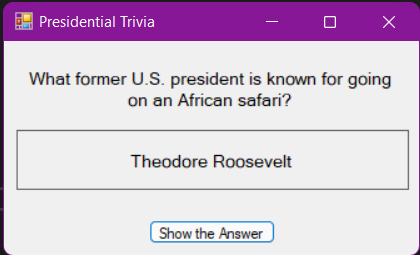 Presidential Trivia
What former U.S. president is known for going
on an African safari?
Theodore Roosevelt
Show the Answer